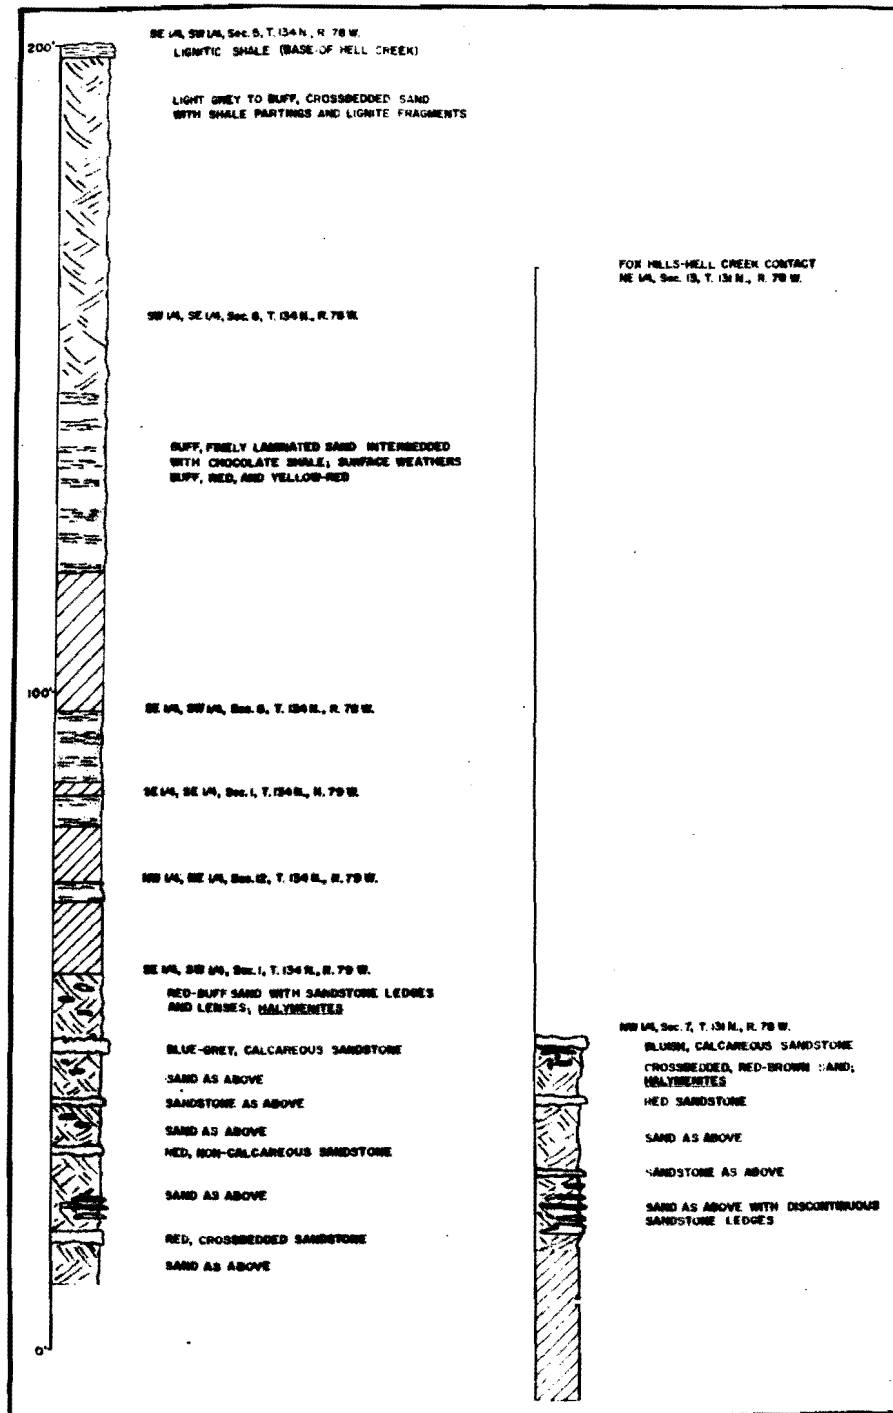 200'
SE 1/4, SW 1/4, Sec. 5, T. 134 N., R. 78 W.
LIGNITIC SHALE (BASE OF HELL CREEK)
LIGHT GREY TO BUFF, CROSSBEDDED SAND
WITH SHALE PARTINGS AND LIGNITE FRAGMENTS
SW 1/4, SE 1/4, Sec. 6, T. 134 N., R. 78 W.
BUFF, FINELY LAMINATED SAND INTERBEDDED
WITH CHOCOLATE SHALE; SURFACE WEATHERS
BUFF, RED, AND YELLOW-RED
100'
SE 1/4, SW 1/4, Sec. 6, T. 134 N., R. 78 W.
SE 1/4, SE 1/4, Sec. 1, T. 134 N., R. 79 W.
NW 1/4, NE 1/4, Sec. 12, T. 134 N., R. 79 W.
SE 1/4, SW 1/4, Sec. 1, T. 134 N., R. 79 W.
RED-BUFF SAND WITH SANDSTONE LEDGES
AND LENSES; HALYMENITES
BLUE-GREY, CALCAREOUS SANDSTONE
SAND AS ABOVE
SANDSTONE AS ABOVE
SAND AS ABOVE
RED, NON-CALCAREOUS SANDSTONE
SAND AS ABOVE
RED, CROSSBEDDED SANDSTONE
SAND AS ABOVE
0'
FOX HILLS-HELL CREEK CONTACT
NE 1/4, Sec. 13, T. 131 N., R. 79 W.
NW 1/4, Sec. 7, T. 131 N., R. 78 W.
BLUISH, CALCAREOUS SANDSTONE
CROSSBEDDED, RED-BROWN SAND;
HALYMENITES
RED SANDSTONE
SAND AS ABOVE
SANDSTONE AS ABOVE
SAND AS ABOVE WITH DISCONTINUOUS
SANDSTONE LEDGES